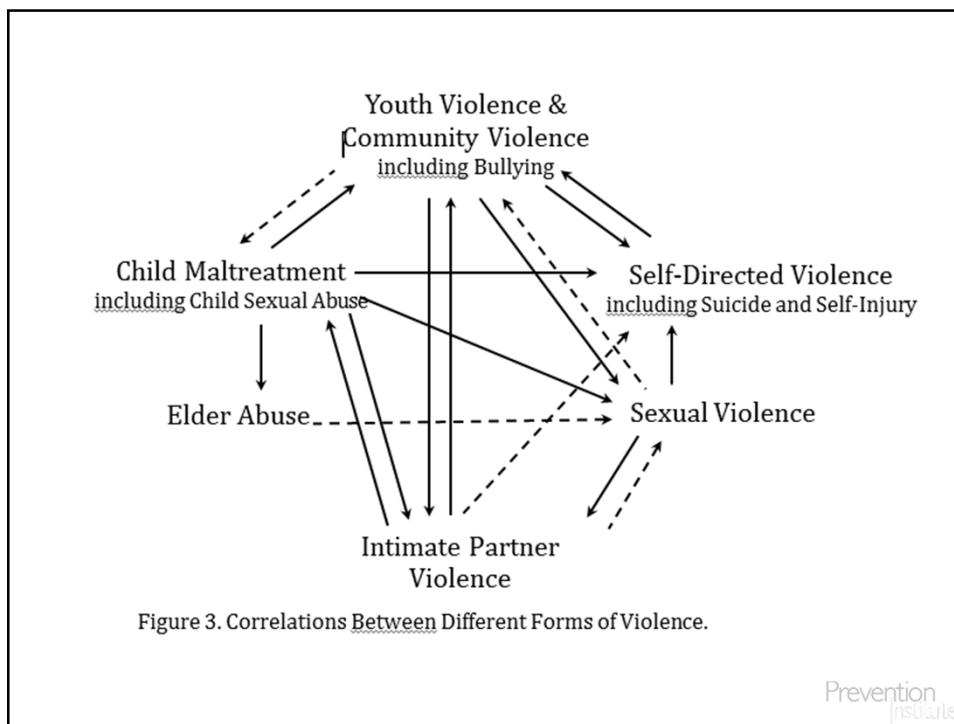 Youth Violence &
Community Violence
including Bullying
Child Maltreatment
including Child Sexual Abuse
Self-Directed Violence
including Suicide and Self-Injury
Elder Abuse
Sexual Violence
Intimate Partner
Violence
Figure 3. Correlations Between Different Forms of Violence.
Prevention
Institute